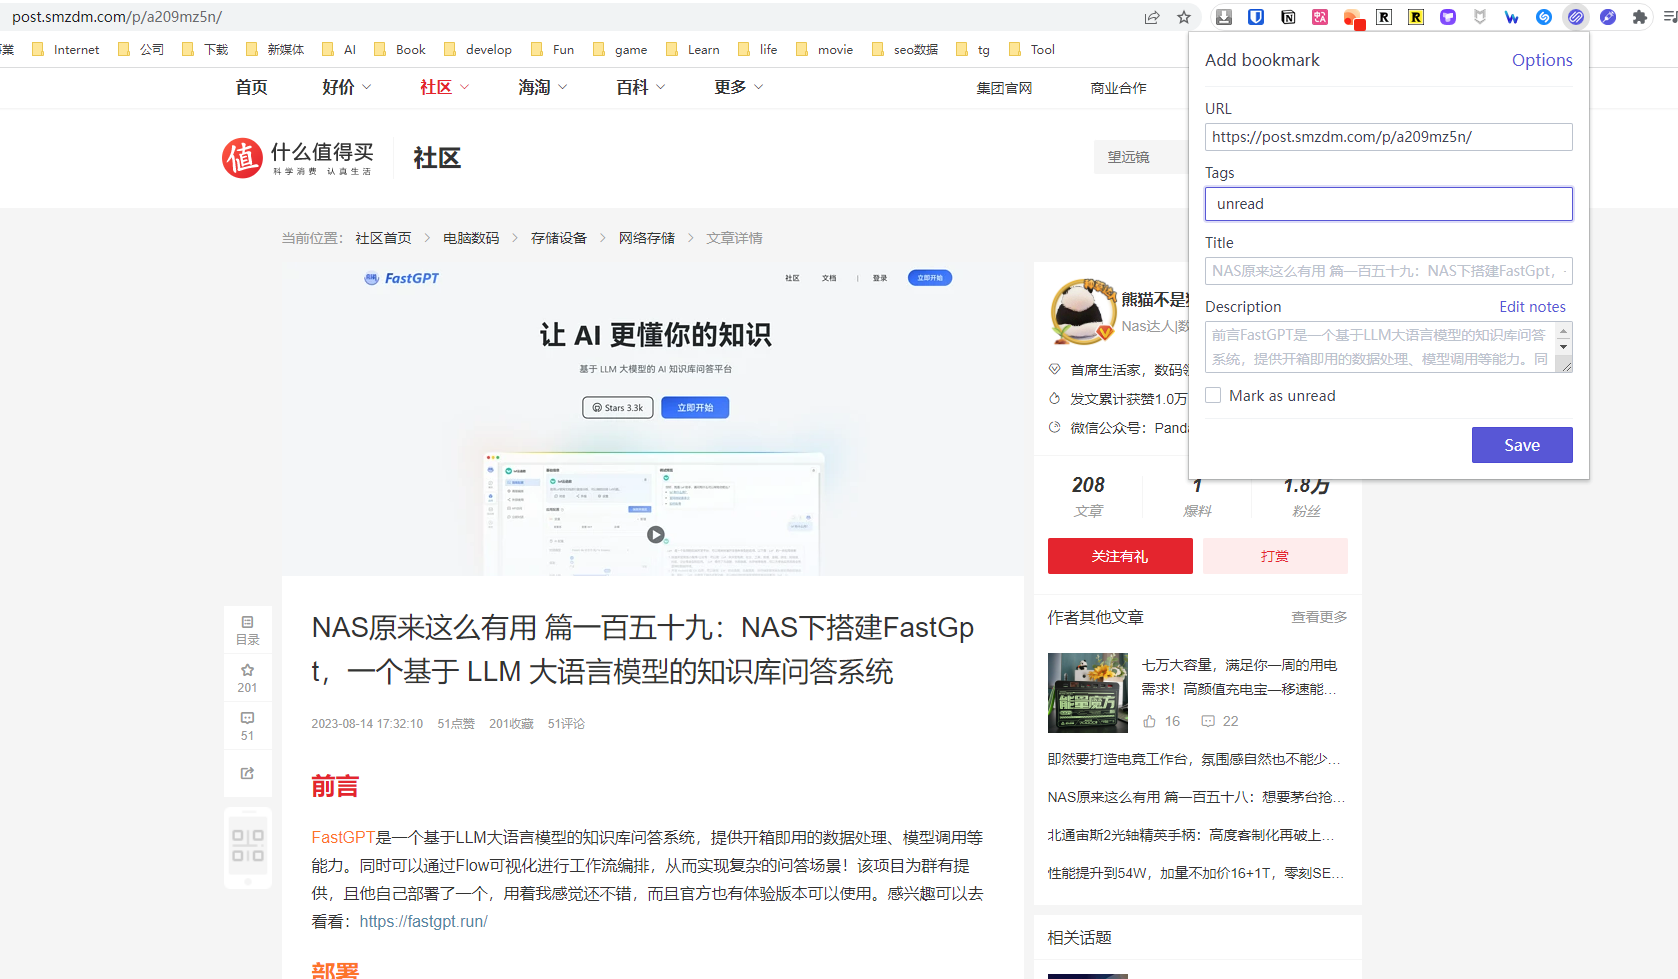 post.smzdm.com/p/a209mz5n/
業 Internet 公司 下载 新媒体 AI Book develop Fun game Learn life movie seo数据 tg Tool
首页 好价 社区 海淘 百科 更多 集团官网 商业合作
什么值得买 社区
科学消费 认真生活
望远镜
当前位置： 社区首页 > 电脑数码 > 存储设备 > 网络存储 > 文章详情
FastGPT 社区 文档 | 登录 立即开始
让 AI 更懂你的知识
基于 LLM 大模型的 AI 知识库问答平台
Stars 3.3k 立即开始
目录
201
51
NAS原来这么有用 篇一百五十九：NAS下搭建FastGp
t，一个基于 LLM 大语言模型的知识库问答系统
2023-08-14 17:32:10 51点赞 201收藏 51评论
前言
FastGPT是一个基于LLM大语言模型的知识库问答系统，提供开箱即用的数据处理、模型调用等
能力。同时可以通过Flow可视化进行工作流编排，从而实现复杂的问答场景！该项目为群有提
供，且他自己部署了一个，用着我感觉还不错，而且官方也有体验版本可以使用。感兴趣可以去
看看：https://fastgpt.run/
部署
Add bookmark Options
URL
https://post.smzdm.com/p/a209mz5n/
Tags
unread
Title
NAS原来这么有用 篇一百五十九：NAS下搭建FastGpt，
Description Edit notes
前言FastGPT是一个基于LLM大语言模型的知识库问答
系统，提供开箱即用的数据处理、模型调用等能力。同
Mark as unread
Save
熊猫不是
Nas达人|数
首席生活家，数码
发文累计获赞1.0万
微信公众号：Panda
208 1 1.8万
文章 爆料 粉丝
关注有礼 打赏
作者其他文章 查看更多
七万大容量，满足你一周的用电
需求！高颜值充电宝—移速能...
能量魔方
16 22
即然要打造电竞工作台，氛围感自然也不能少...
NAS原来这么有用 篇一百五十八：想要茅台抢...
北通宙斯2光轴精英手柄：高度客制化再破上...
性能提升到54W，加量不加价16+1T，零刻SE...
相关话题